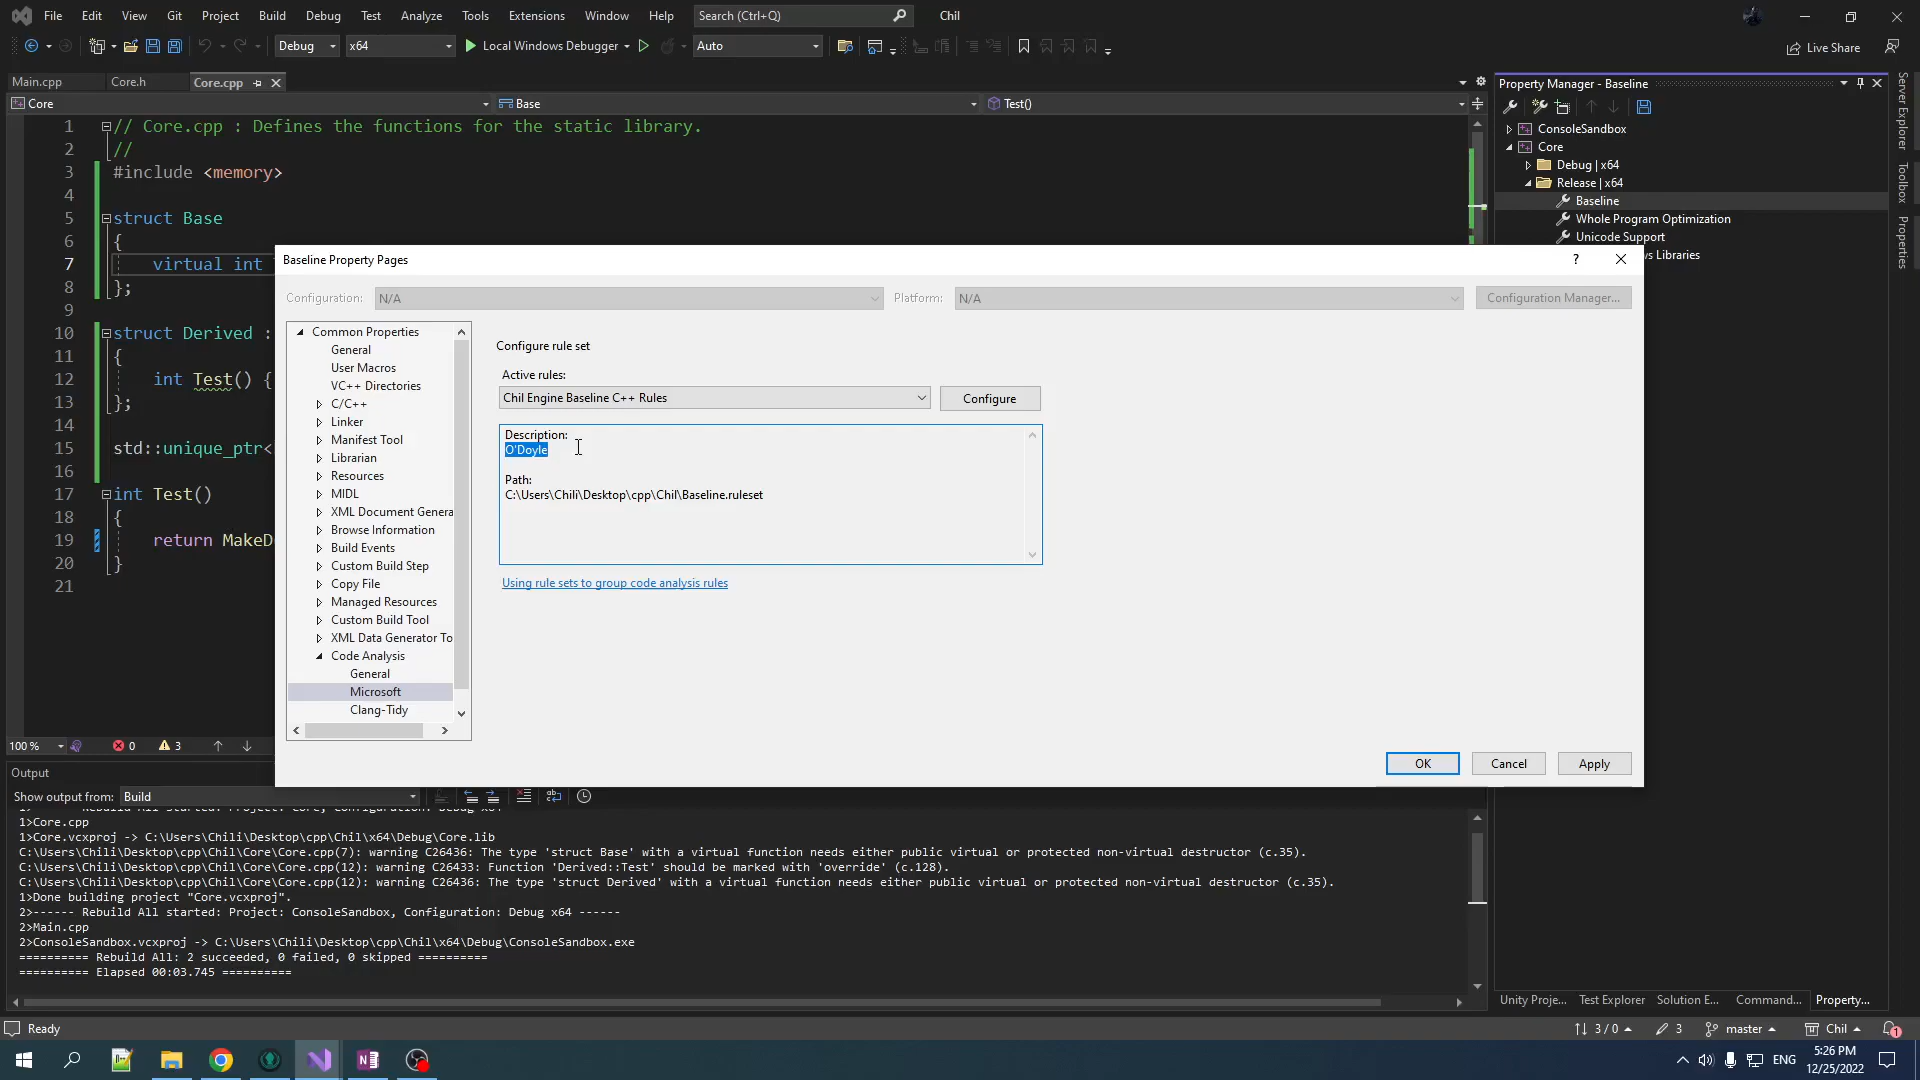 File Edit View Git Project Build Debug Test Analyze Tools Extensions Window Help Search (Ctrl+Q) Chil
Debug x64 Local Windows Debugger Auto Live Share
Main.cpp Core.h Core.cpp
Core Base Test()
1 // Core.cpp : Defines the functions for the static library.
2 //
3 #include <memory>
4
5 struct Base
6 {
7 virtual int
8 };
9
10 struct Derived :
11 {
12 int Test() {
13 };
14
15 std::unique_ptr<
16
17 int Test()
18 {
19 return MakeD
20 }
21
100 % 0 3
Property Manager - Baseline
ConsoleSandbox
Core
Debug | x64
Release | x64
Baseline
Whole Program Optimization
Unicode Support
ws Libraries
Server Explorer
Toolbox
Properties
Baseline Property Pages ?
Configuration: N/A Platform: N/A Configuration Manager...
Common Properties
General
User Macros
VC++ Directories
C/C++
Linker
Manifest Tool
Librarian
Resources
MIDL
XML Document Genera
Browse Information
Build Events
Custom Build Step
Copy File
Managed Resources
Custom Build Tool
XML Data Generator To
Code Analysis
General
Microsoft
Clang-Tidy
Configure rule set
Active rules:
Chil Engine Baseline C++ Rules Configure
Description:
O'Doyle
Path:
C:\Users\Chili\Desktop\cpp\Chil\Baseline.ruleset
Using rule sets to group code analysis rules
OK Cancel Apply
Output
Show output from: Build
1>------ Rebuild All started: Project: Core, Configuration: Debug x64 ------
1>Core.cpp
1>Core.vcxproj -> C:\Users\Chili\Desktop\cpp\Chil\x64\Debug\Core.lib
C:\Users\Chili\Desktop\cpp\Chil\Core\Core.cpp(7): warning C26436: The type 'struct Base' with a virtual function needs either public virtual or protected non-virtual destructor (c.35).
C:\Users\Chili\Desktop\cpp\Chil\Core\Core.cpp(12): warning C26433: Function 'Derived::Test' should be marked with 'override' (c.128).
C:\Users\Chili\Desktop\cpp\Chil\Core\Core.cpp(12): warning C26436: The type 'struct Derived' with a virtual function needs either public virtual or protected non-virtual destructor (c.35).
1>Done building project "Core.vcxproj".
2>------ Rebuild All started: Project: ConsoleSandbox, Configuration: Debug x64 ------
2>Main.cpp
2>ConsoleSandbox.vcxproj -> C:\Users\Chili\Desktop\cpp\Chil\x64\Debug\ConsoleSandbox.exe
========== Rebuild All: 2 succeeded, 0 failed, 0 skipped ==========
========== Elapsed 00:03.745 ==========
Unity Proje... Test Explorer Solution E... Command... Property...
Ready 3 / 0 3 master Chil 1
ENG 5:26 PM
12/25/2022